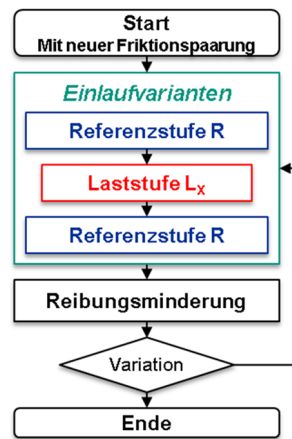 Start
Mit neuer Friktionspaarung
Einlaufvarianten
Referenzstufe R
Laststufe Lx
Referenzstufe R
Reibungsminderung
Variation
Ende